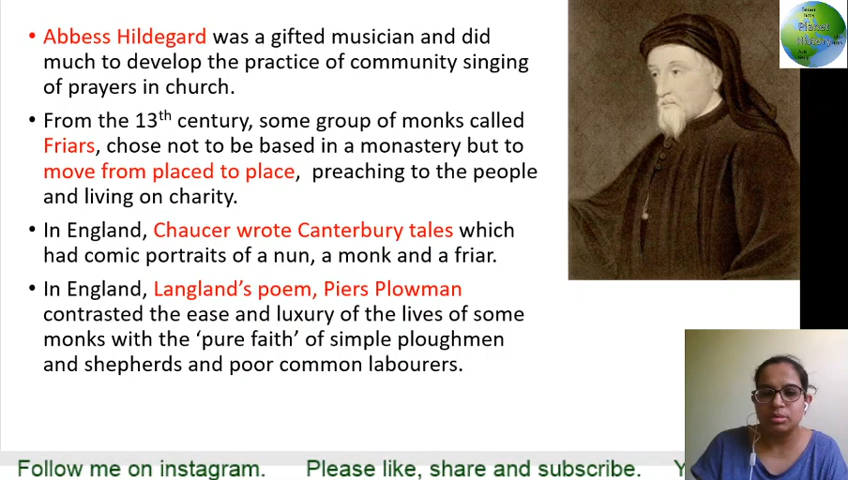 • Abbess Hildegard was a gifted musician and did
much to develop the practice of community singing
of prayers in church.
• From the 13th century, some group of monks called
Friars, chose not to be based in a monastery but to
move from placed to place, preaching to the people
and living on charity.
• In England, Chaucer wrote Canterbury tales which
had comic portraits of a nun, a monk and a friar.
• In England, Langland's poem, Piers Plowman
contrasted the ease and luxury of the lives of some
monks with the ‘pure faith’ of simple ploughmen
and shepherds and poor common labourers.
Planet
History
Follow me on instagram. Please like, share and subscribe. Y